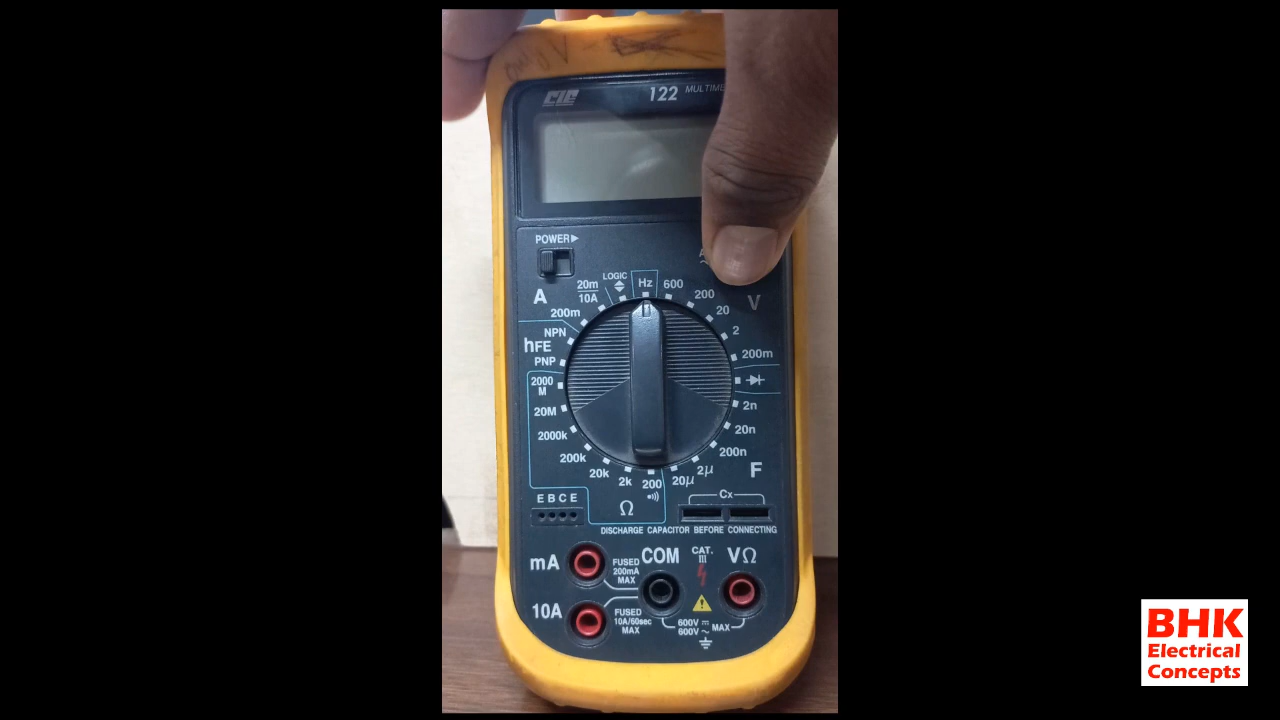 CIE 122 MULTIME
POWER
A
20m
10A
LOGIC
Hz
600
200
20
2
200m
V
200m
NPN
hFE
PNP
2000
M
20M
2000k
200k
20k
2k
200
Ω
2n
20n
200n
2µ
20µ
F
E B C E
Cx
DISCHARGE CAPACITOR BEFORE CONNECTING
mA
FUSED
200mA
MAX
COM
CAT.
III
VΩ
10A
FUSED
10A/60sec
MAX
600V
600V
MAX
BHK
Electrical
Concepts